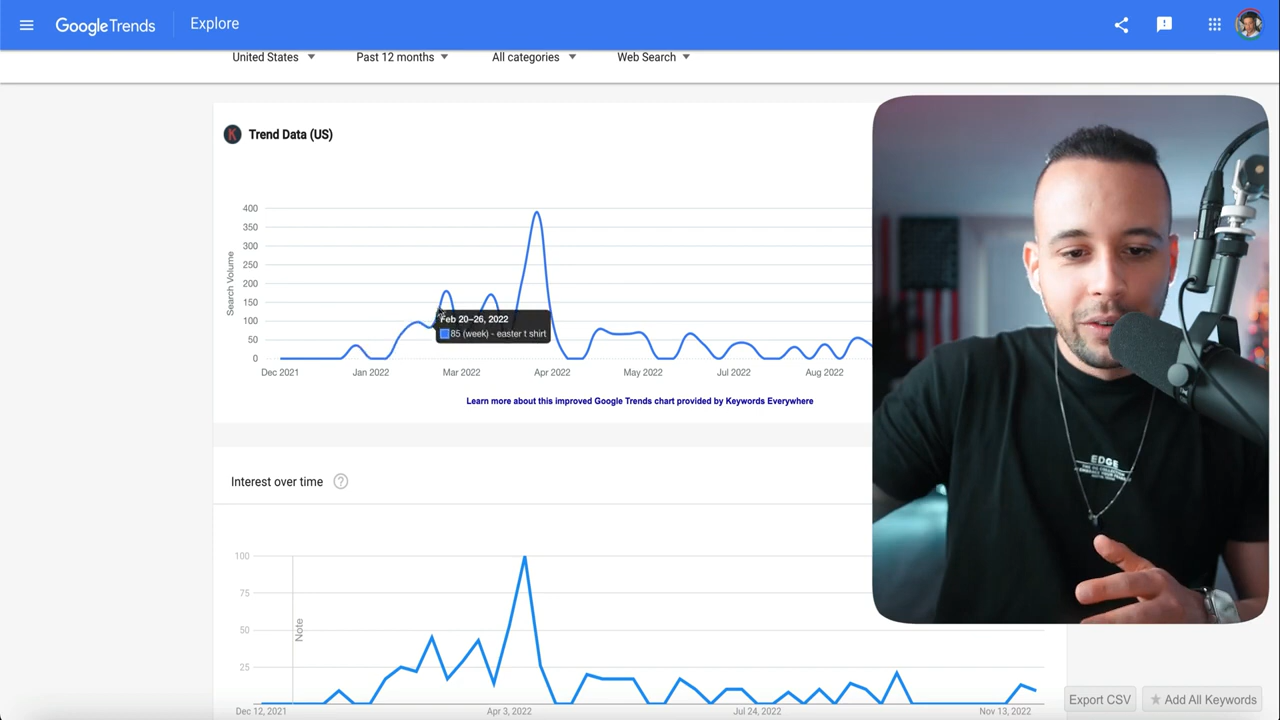 Google Trends Explore
United States Past 12 months All categories Web Search
K Trend Data (US)
Search Volume
400
350
300
250
200
150
100
50
0
Feb 20–26, 2022
85 (week) - easter t shirt
Dec 2021 Jan 2022 Mar 2022 Apr 2022 May 2022 Jul 2022 Aug 2022
Learn more about this improved Google Trends chart provided by Keywords Everywhere
Interest over time ?
100
75
50
25
Note
Dec 12, 2021 Apr 3, 2022 Jul 24, 2022 Nov 13, 2022
EDGE
Export CSV Add All Keywords